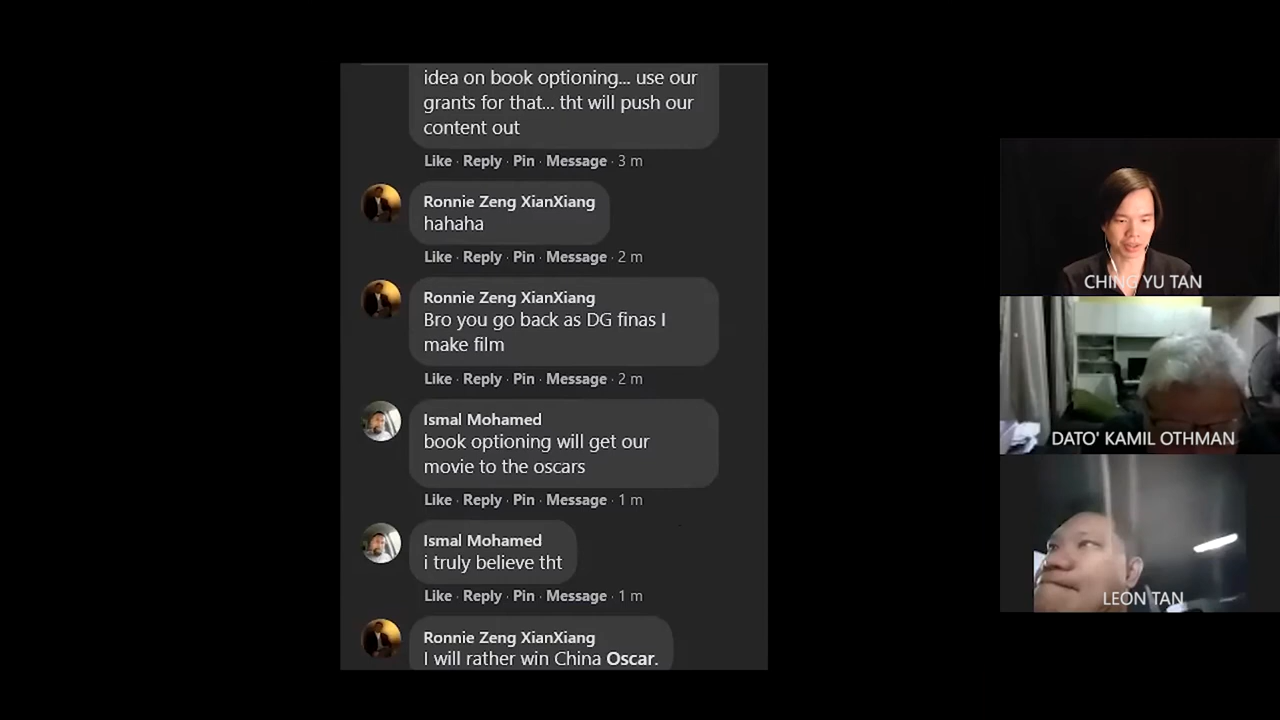 idea on book optioning... use our
grants for that... tht will push our
content out
Like · Reply · Pin · Message · 3 m
Ronnie Zeng XianXiang
hahaha
Like · Reply · Pin · Message · 2 m
Ronnie Zeng XianXiang
Bro you go back as DG finas I
make film
Like · Reply · Pin · Message · 2 m
Ismal Mohamed
book optioning will get our
movie to the oscars
Like · Reply · Pin · Message · 1 m
Ismal Mohamed
i truly believe tht
Like · Reply · Pin · Message · 1 m
Ronnie Zeng XianXiang
I will rather win China Oscar.
CHING YU TAN
DATO' KAMIL OTHMAN
LEON TAN